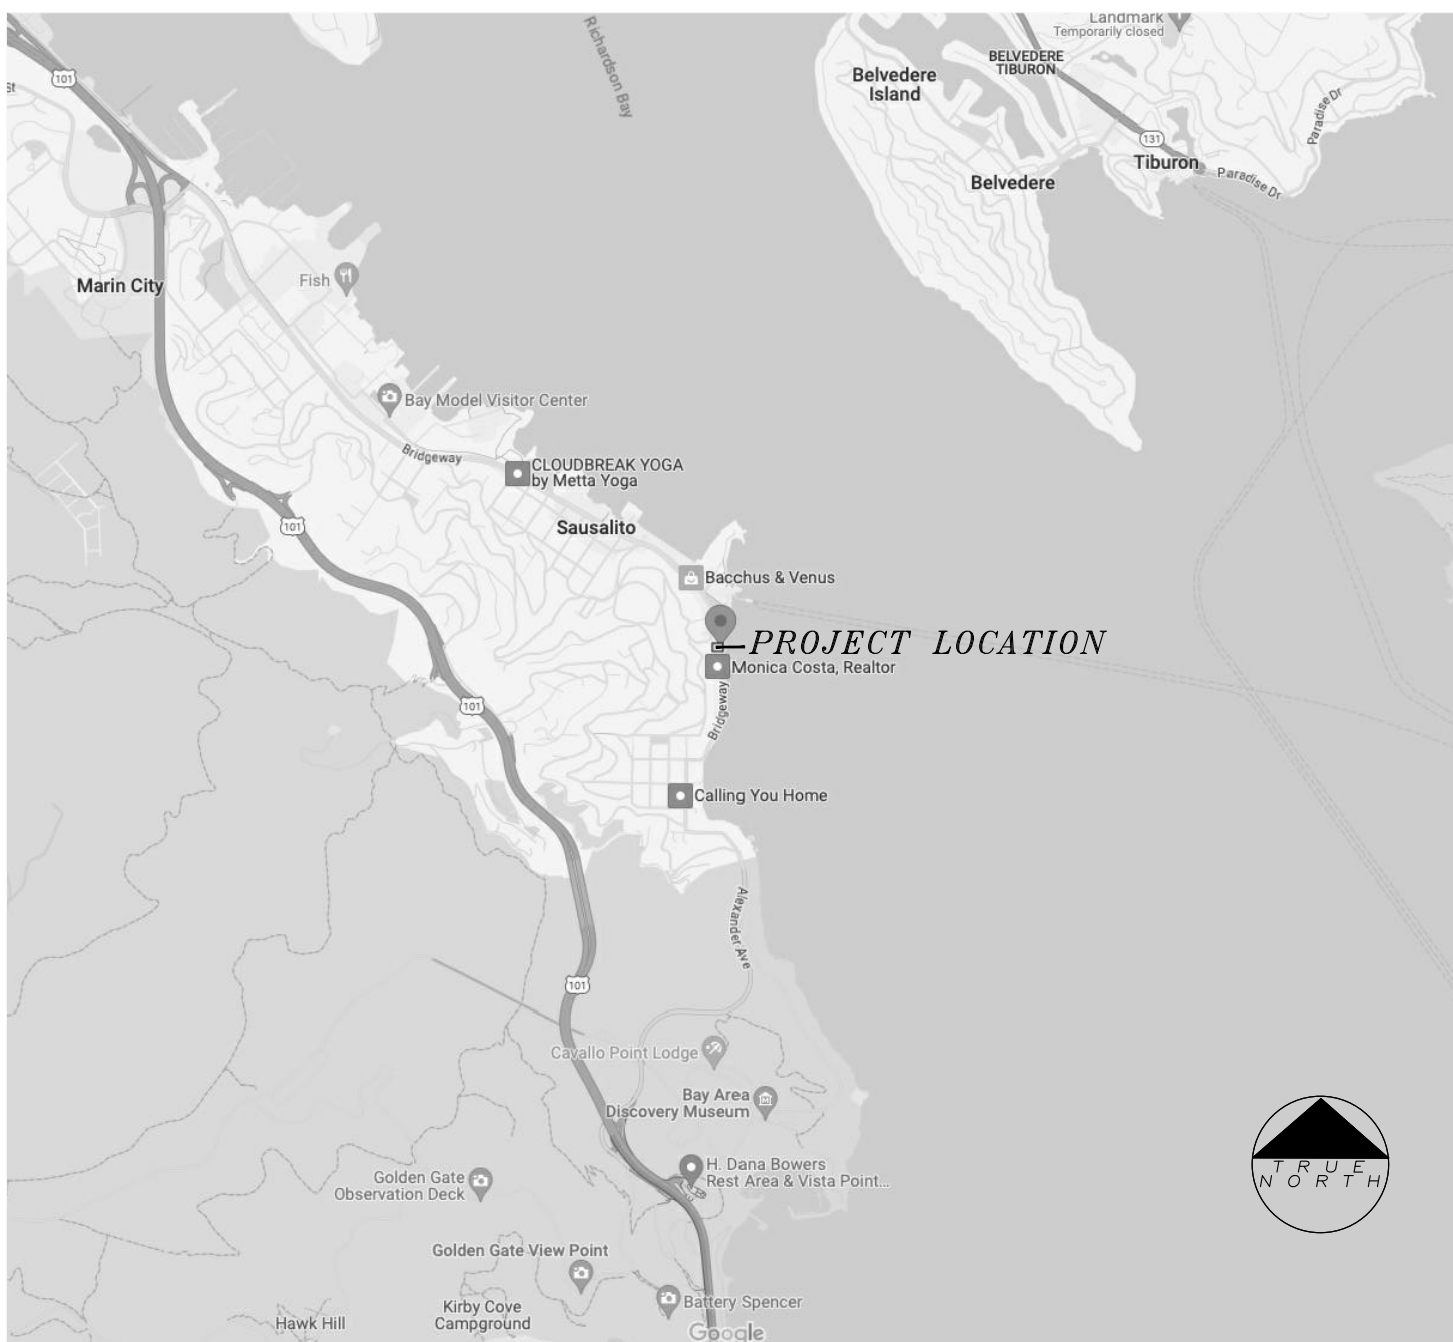 Landmark
Temporarily closed
Richardson Bay
BELVEDERE
TIBURON
101
st
Belvedere
Island
Paradise Dr
131
Tiburon
Belvedere
Paradise Dr
Marin City
Fish
Bay Model Visitor Center
Bridgeway
CLOUDBREAK YOGA
by Metta Yoga
101
Sausalito
Bacchus & Venus
PROJECT LOCATION
Monica Costa, Realtor
Bridgeway
101
Calling You Home
Alexander Ave
101
Cavallo Point Lodge
Bay Area
Discovery Museum
TRUE
NORTH
H. Dana Bowers
Rest Area & Vista Point...
Golden Gate
Observation Deck
Golden Gate View Point
Battery Spencer
Kirby Cove
Campground
Hawk Hill
Google